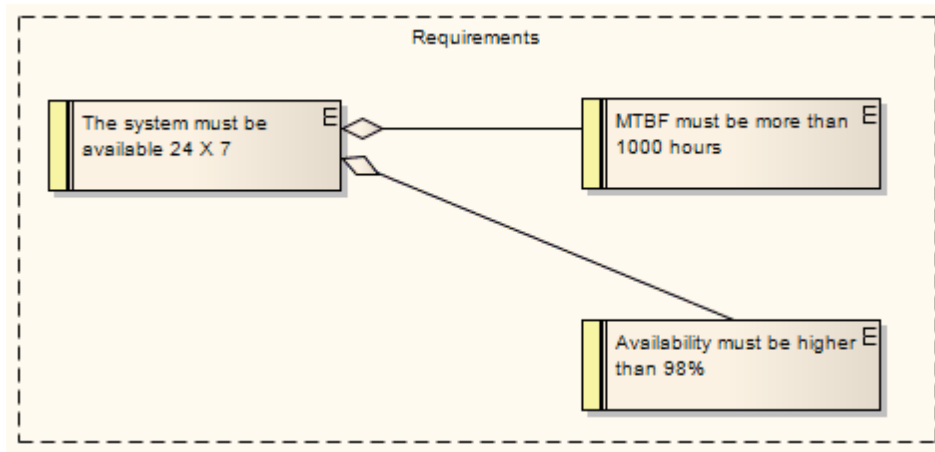 Requirements
The system must be
available 24 X 7
E
MTBF must be more than
1000 hours
E
Availability must be higher
than 98%
E